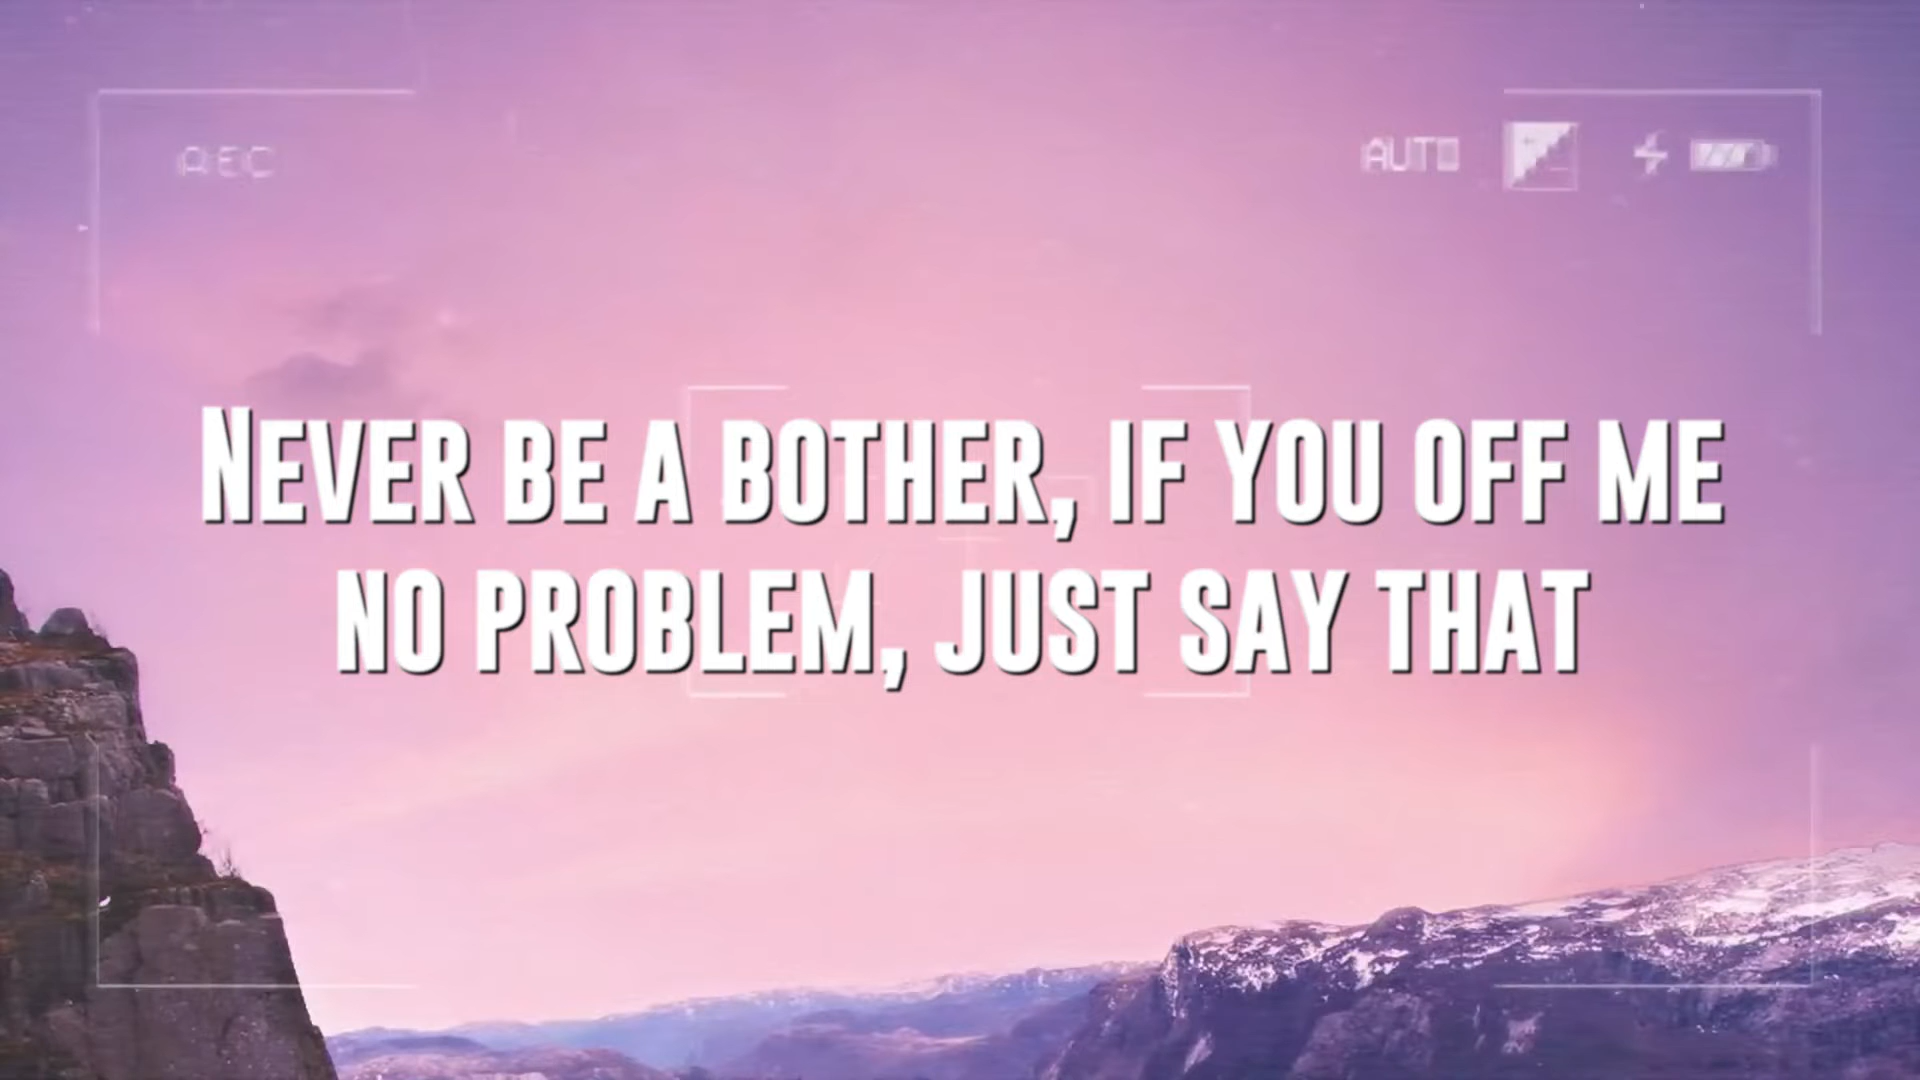 REC
AUTO
NEVER BE A BOTHER, IF YOU OFF ME
NO PROBLEM, JUST SAY THAT